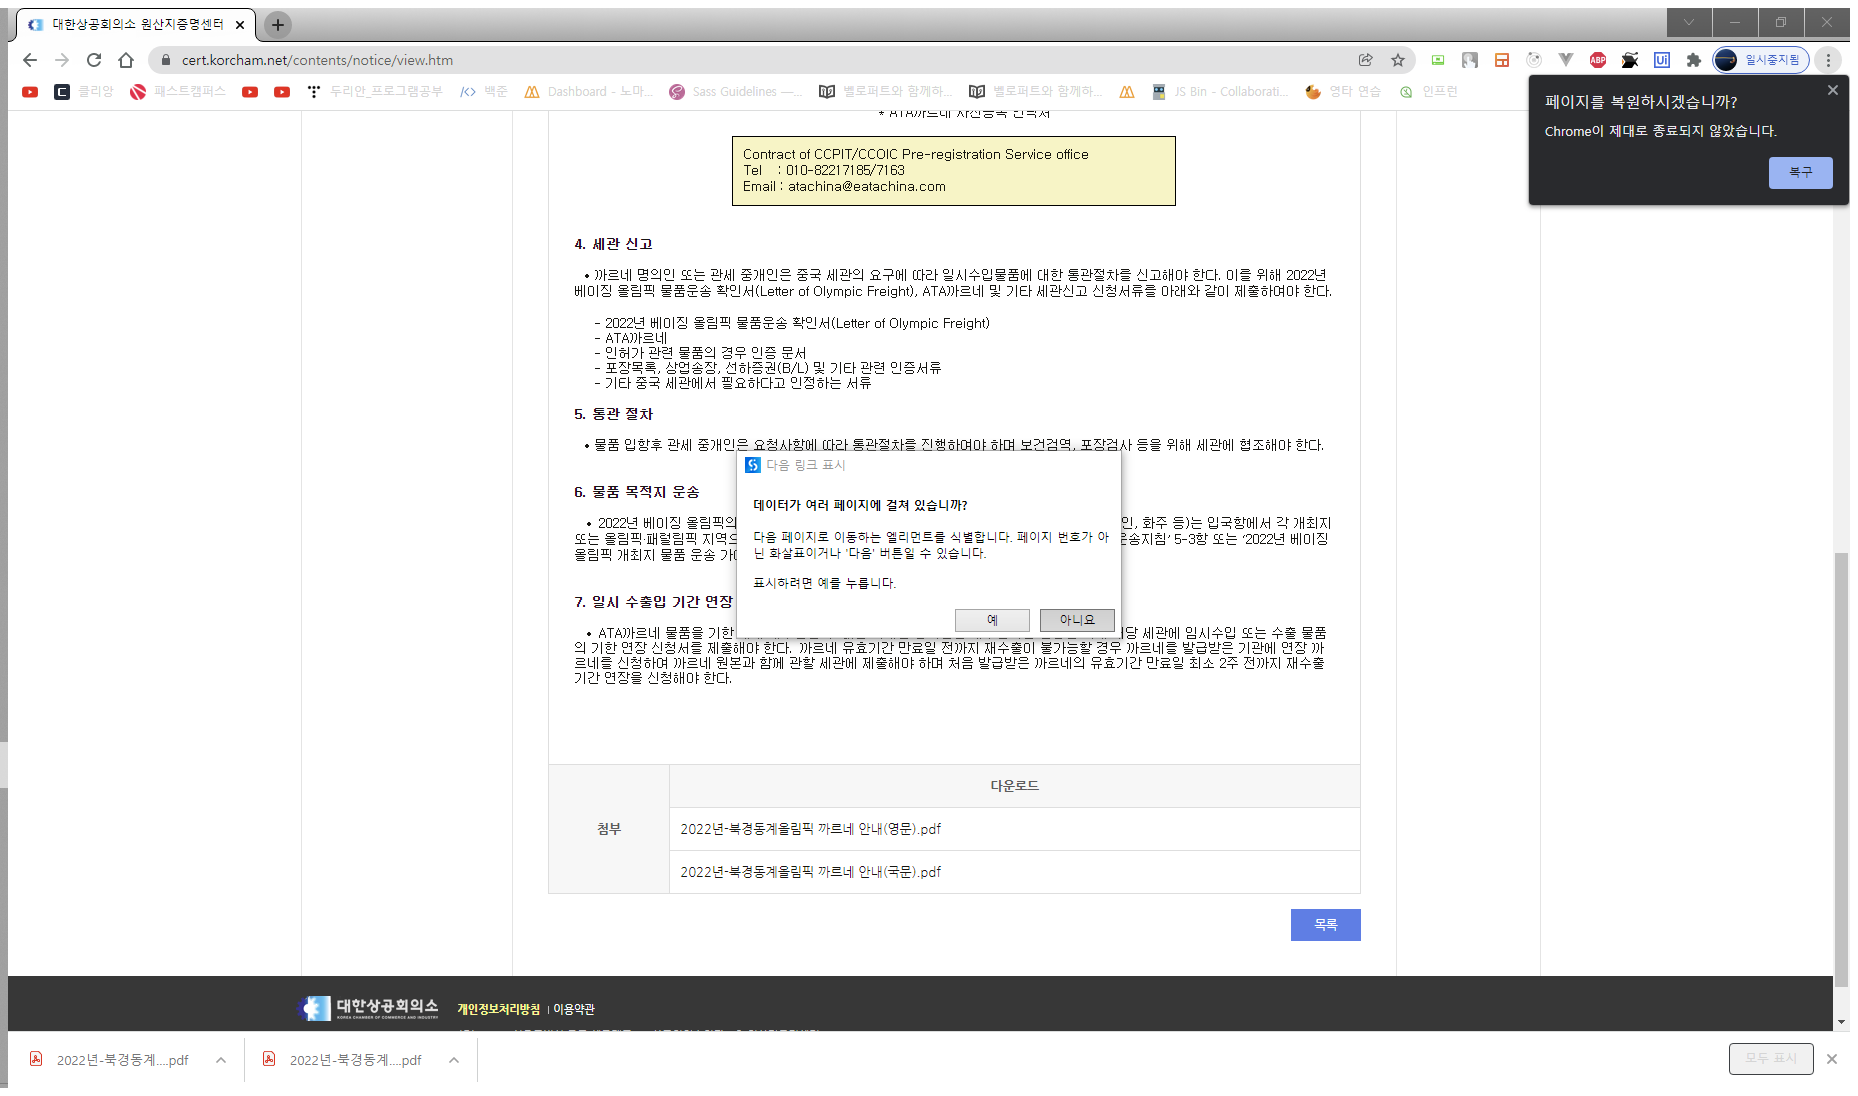 대한상공회의소 원산지증명센터
cert.korcham.net/contents/notice/view.htm
일시중지됨
클리앙
패스트캠퍼스
두리안_프로그램공부
백준
Dashboard - 노마...
Sass Guidelines —...
벨로퍼트와 함께하...
벨로퍼트와 함께하...
JS Bin - Collaborati...
영타 연습
인프런
페이지를 복원하시겠습니까?
Chrome이 제대로 종료되지 않았습니다.
복구
Contract of CCPIT/CCOIC Pre-registration Service office
Tel : 010-82217185/7163
Email : atachina@eatachina.com
4. 세관 신고
• 까르네 명의인 또는 관세 중개인은 중국 세관의 요구에 따라 일시수입물품에 대한 통관절차를 신고해야 한다. 이를 위해 2022년
베이징 올림픽 물품운송 확인서(Letter of Olympic Freight), ATA까르네 및 기타 세관신고 신청서류를 아래와 같이 제출하여야 한다.
- 2022년 베이징 올림픽 물품운송 확인서(Letter of Olympic Freight)
- ATA까르네
- 인허가 관련 물품의 경우 인증 문서
- 포장목록, 상업송장, 선하증권(B/L) 및 기타 관련 인증서류
- 기타 중국 세관에서 필요하다고 인정하는 서류
5. 통관 절차
• 물품 입항후 관세 중개인은 요청사항에 따라 통관절차를 진행하여야 하며 보건검역, 포장검사 등을 위해 세관에 협조해야 한다.
다음 링크 표시
데이터가 여러 페이지에 걸쳐 있습니까?
다음 페이지로 이동하는 엘리먼트를 식별합니다. 페이지 번호가 아
닌 화살표이거나 '다음' 버튼일 수 있습니다.
표시하려면 예를 누릅니다.
예
아니요
6. 물품 목적지 운송
• 2022년 베이징 올림픽의 인, 화주 등)는 입국항에서 각 개최지
또는 올림픽·패럴림픽 지역으 운송지침' 5-3항 또는 '2022년 베이징
올림픽 개최지 물품 운송 가
7. 일시 수출입 기간 연장
• ATA까르네 물품을 기한 당 세관에 임시수입 또는 수출 물품
의 기한 연장 신청서를 제출해야 한다. 까르네 유효기간 만료일 전까지 재수출이 불가능할 경우 까르네를 발급받은 기관에 연장 까
르네를 신청하여 까르네 원본과 함께 관할 세관에 제출해야 하며 처음 발급받은 까르네의 유효기간 만료일 최소 2주 전까지 재수출
기간 연장을 신청해야 한다.
첨부
다운로드
2022년-북경동계올림픽 까르네 안내(영문).pdf
2022년-북경동계올림픽 까르네 안내(국문).pdf
목록
대한상공회의소
개인정보처리방침 | 이용약관
2022년-북경동계....pdf
2022년-북경동계....pdf
모두 표시